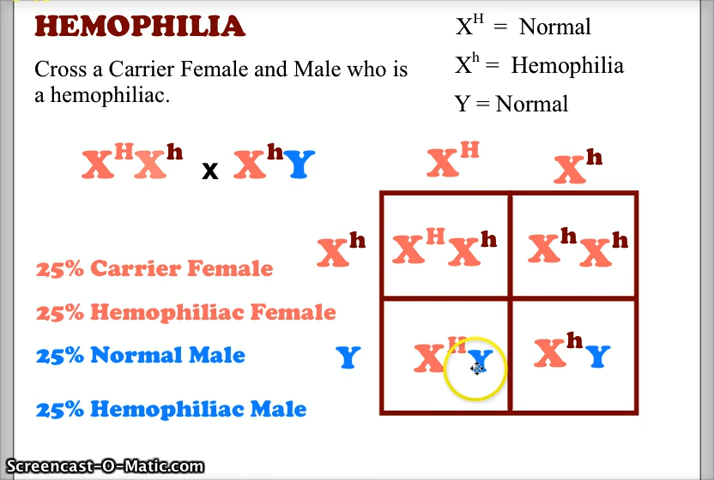 HEMOPHILIA
Cross a Carrier Female and Male who is
a hemophiliac.
X^H = Normal
X^h = Hemophilia
Y = Normal
X^H X^h x X^h Y
X^H X^h
X^h X^H X^h X^h X^h
Y X^H Y X^h Y
25% Carrier Female
25% Hemophiliac Female
25% Normal Male
25% Hemophiliac Male
Screencast-O-Matic.com